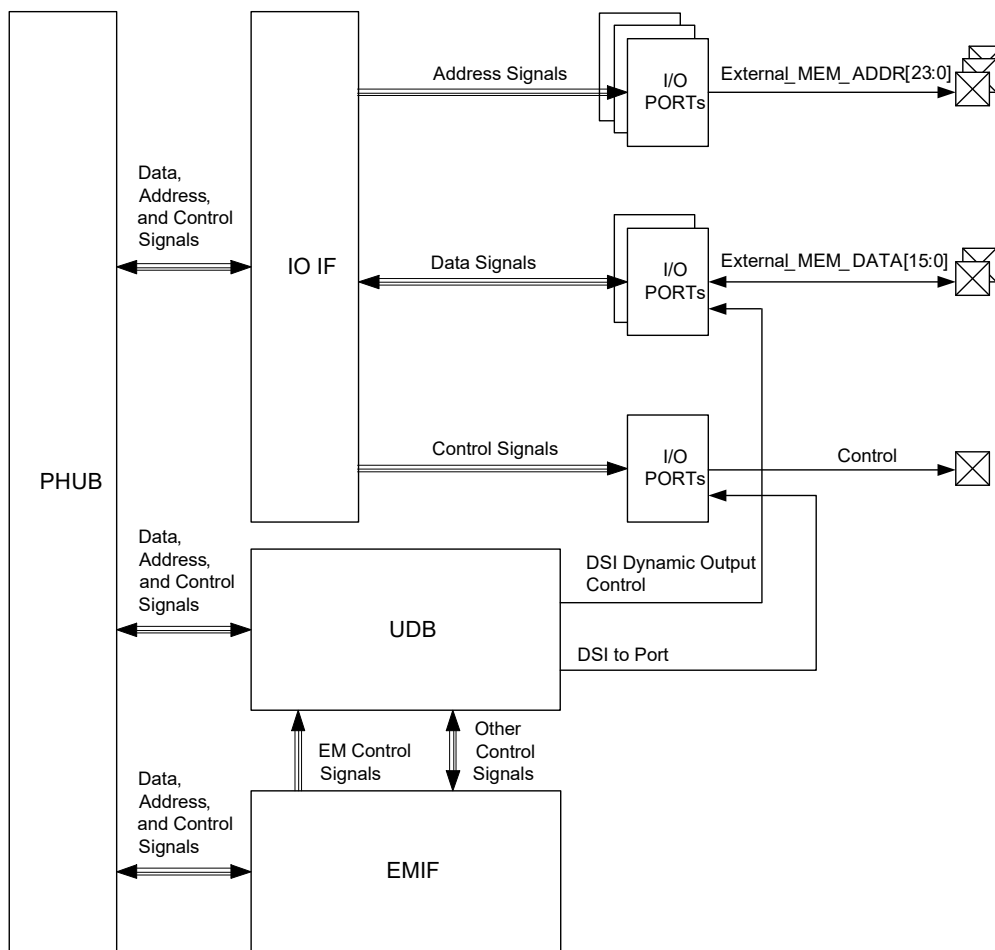 Address Signals
I/O
PORTs
External_MEM_ADDR[23:0]
Data,
Address,
and Control
Signals
IO IF
Data Signals
I/O
PORTs
External_MEM_DATA[15:0]
Control Signals
I/O
PORTs
Control
PHUB
Data,
Address,
and Control
Signals
UDB
DSI Dynamic Output
Control
DSI to Port
EM Control
Signals
Other
Control
Signals
Data,
Address,
and Control
Signals
EMIF